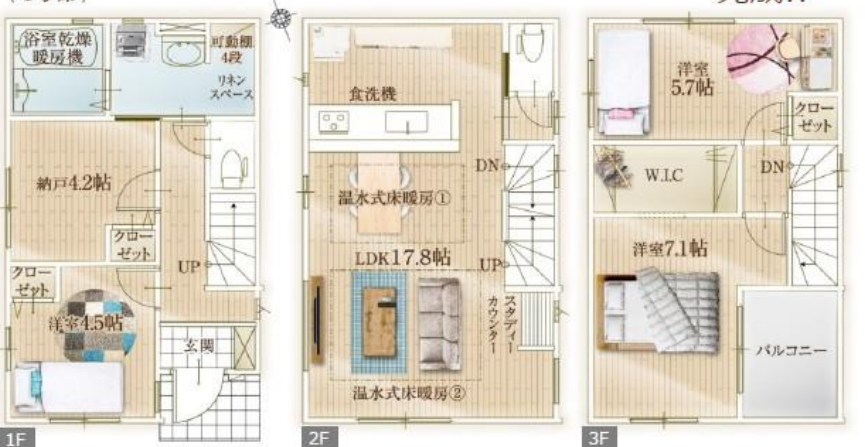 浴室乾燥
暖房機
可動棚
4段
リネン
スペース
納戸4.2帖
クロー
ゼット
UP
クロー
ゼット
洋室4.5帖
玄関
1F
食洗機
DN
温水式床暖房①
LDK17.8帖
UP
スタディー
カウンター
温水式床暖房②
2F
洋室
5.7帖
クロー
ゼット
W.I.C
DN
洋室7.1帖
バルコニー
3F